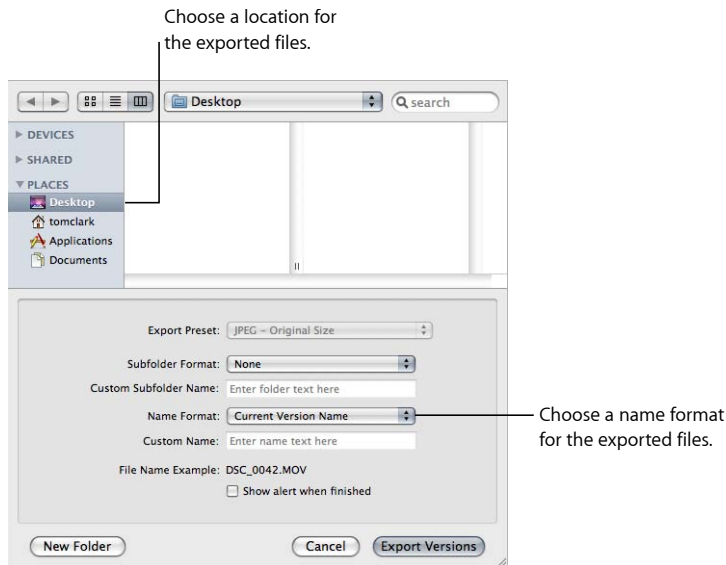 Choose a location for
the exported files.
Desktop
search
DEVICES
SHARED
PLACES
Desktop
tomclark
Applications
Documents
Export Preset: JPEG – Original Size
Subfolder Format: None
Custom Subfolder Name: Enter folder text here
Name Format: Current Version Name
Choose a name format
for the exported files.
Custom Name: Enter name text here
File Name Example: DSC_0042.MOV
Show alert when finished
New Folder Cancel Export Versions